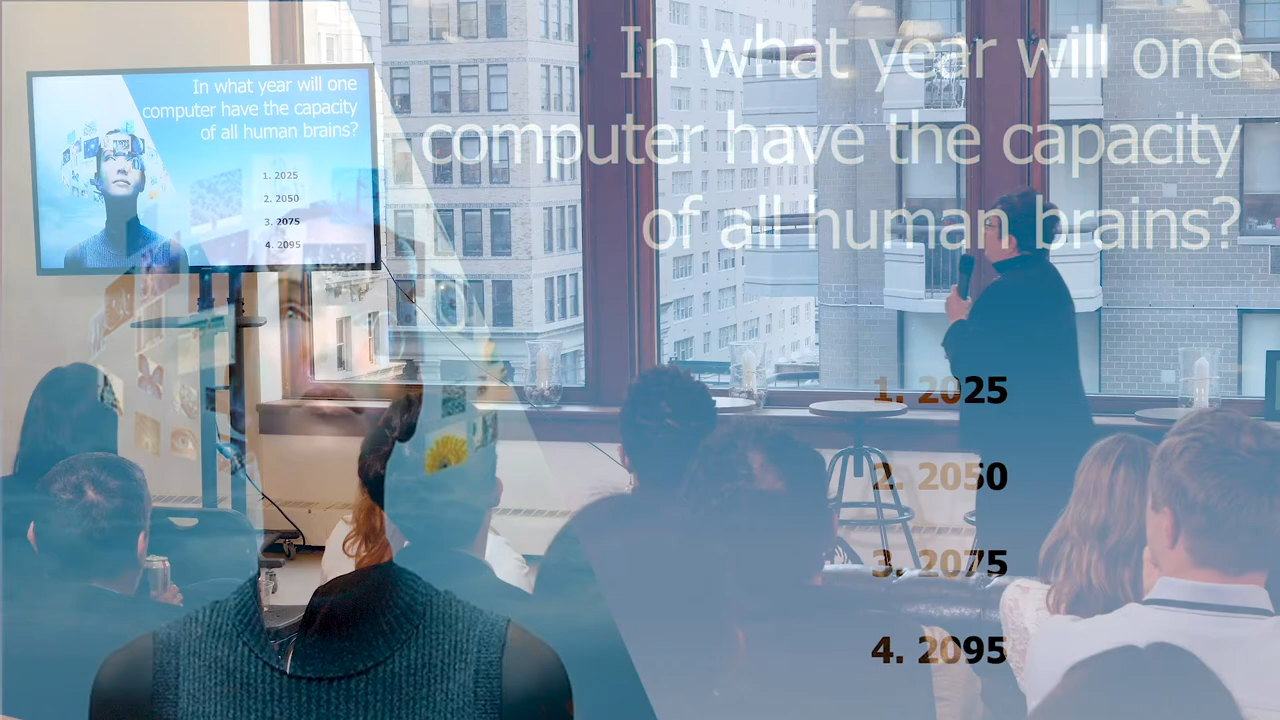 In what year will one
computer have the capacity
of all human brains?
1. 2025
2. 2050
3. 2075
4. 2095
In what year will one
computer have the capacity
of all human brains?
1. 2025
2. 2050
3. 2075
4. 2095